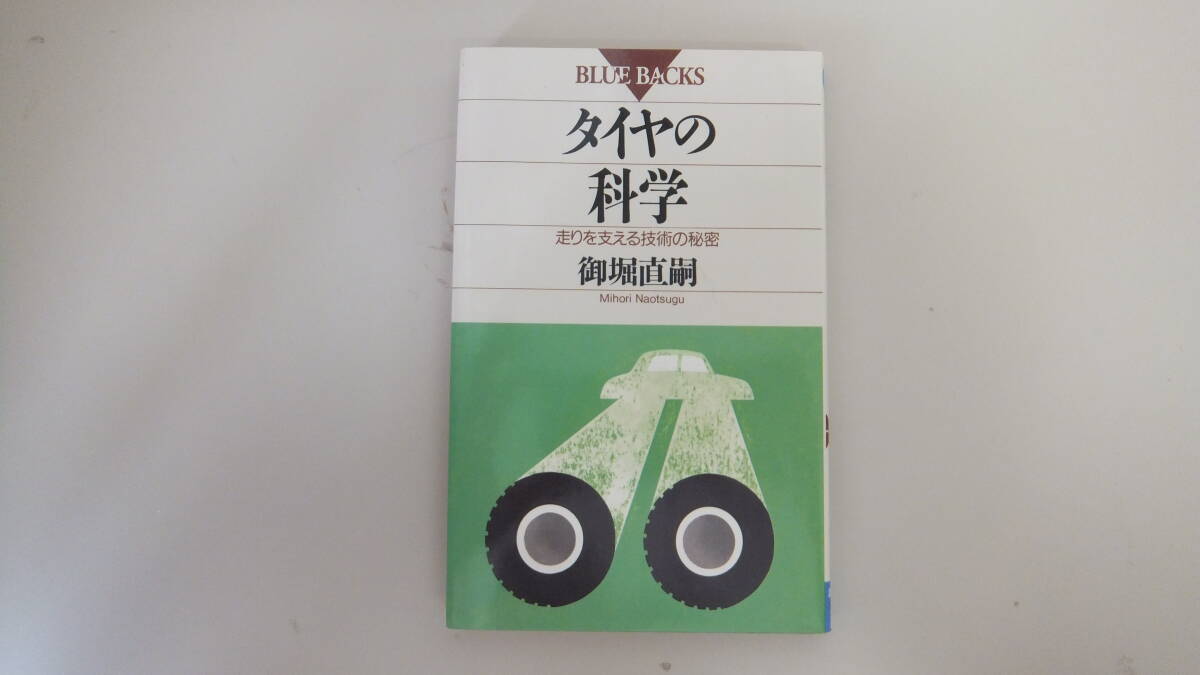 BLUE BACKS
タイヤの
科学
走りを支える技術の秘密
御堀直嗣
Mihori Naotsugu